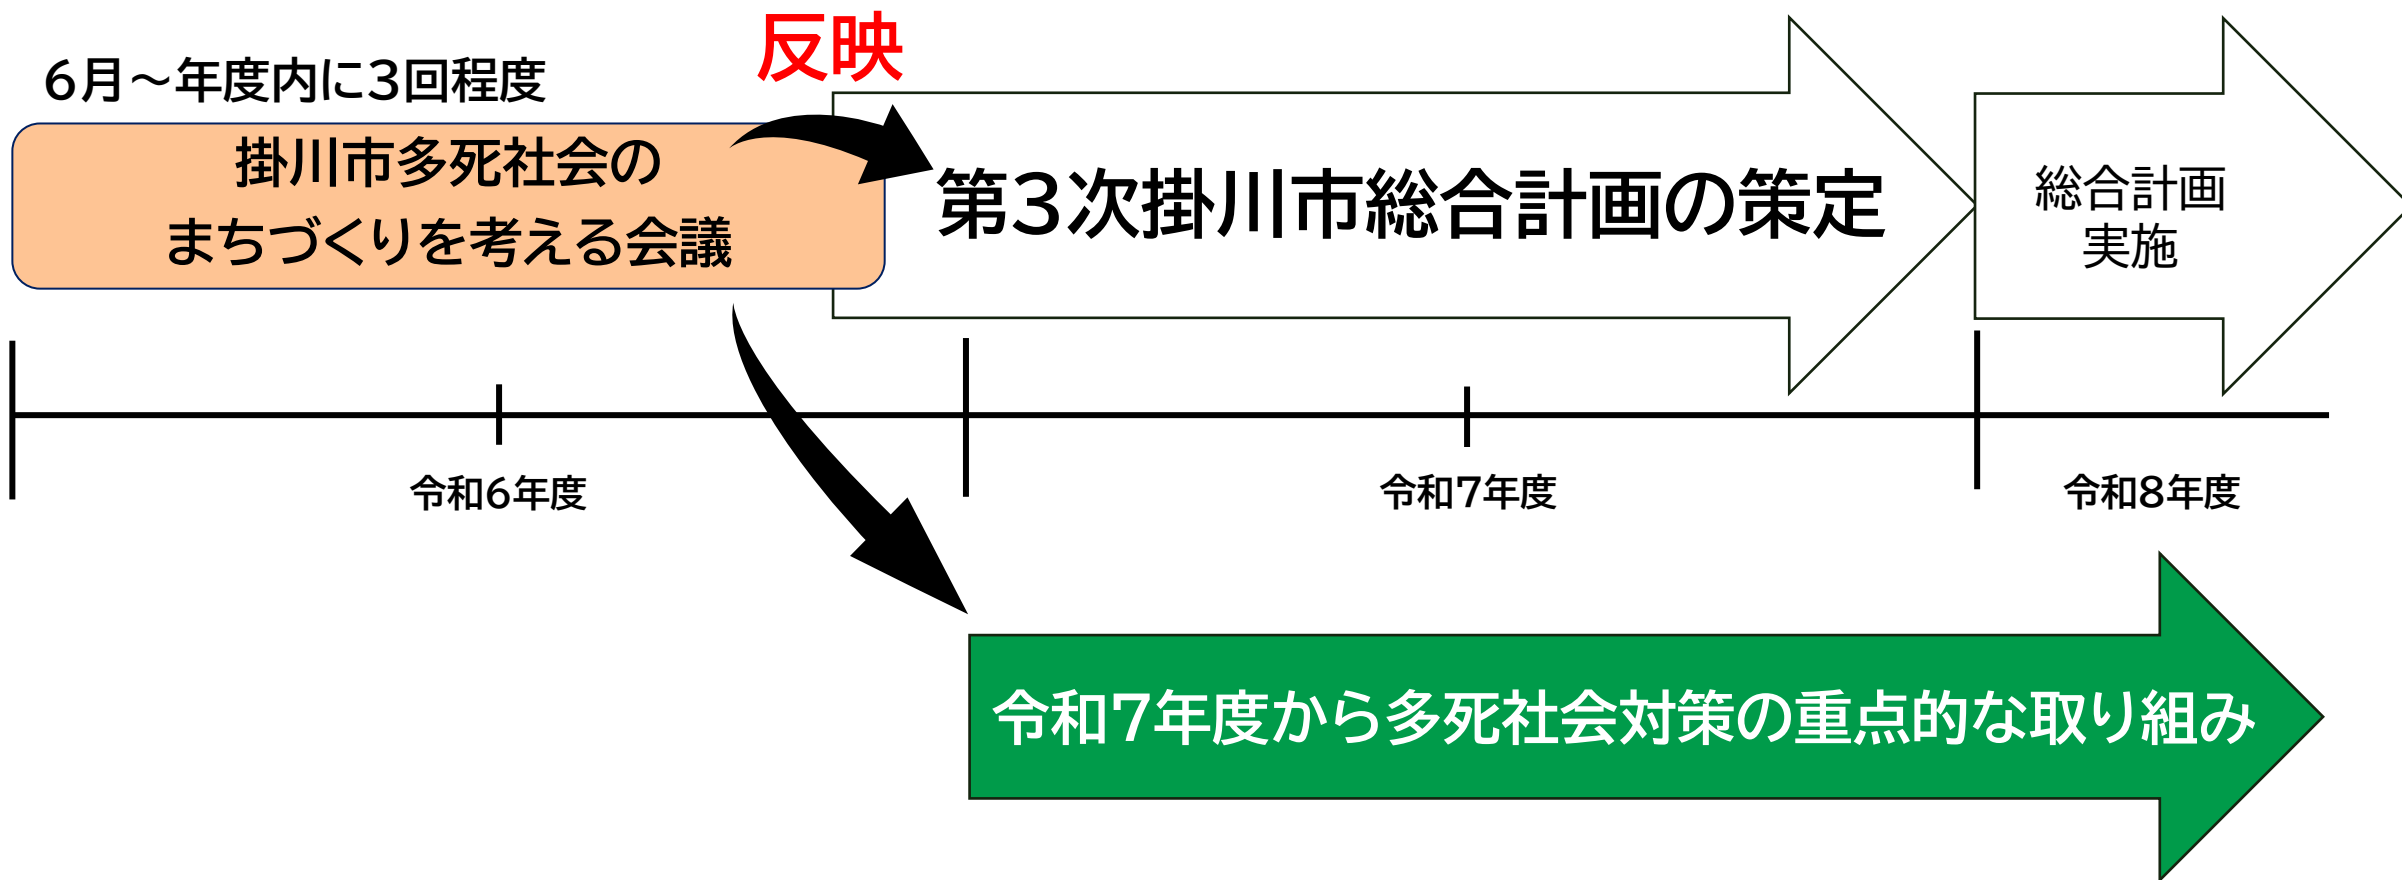 反映
6月～年度内に3回程度
掛川市多死社会の
まちづくりを考える会議
第3次掛川市総合計画の策定
総合計画
実施
令和6年度
令和7年度
令和8年度
令和7年度から多死社会対策の重点的な取り組み